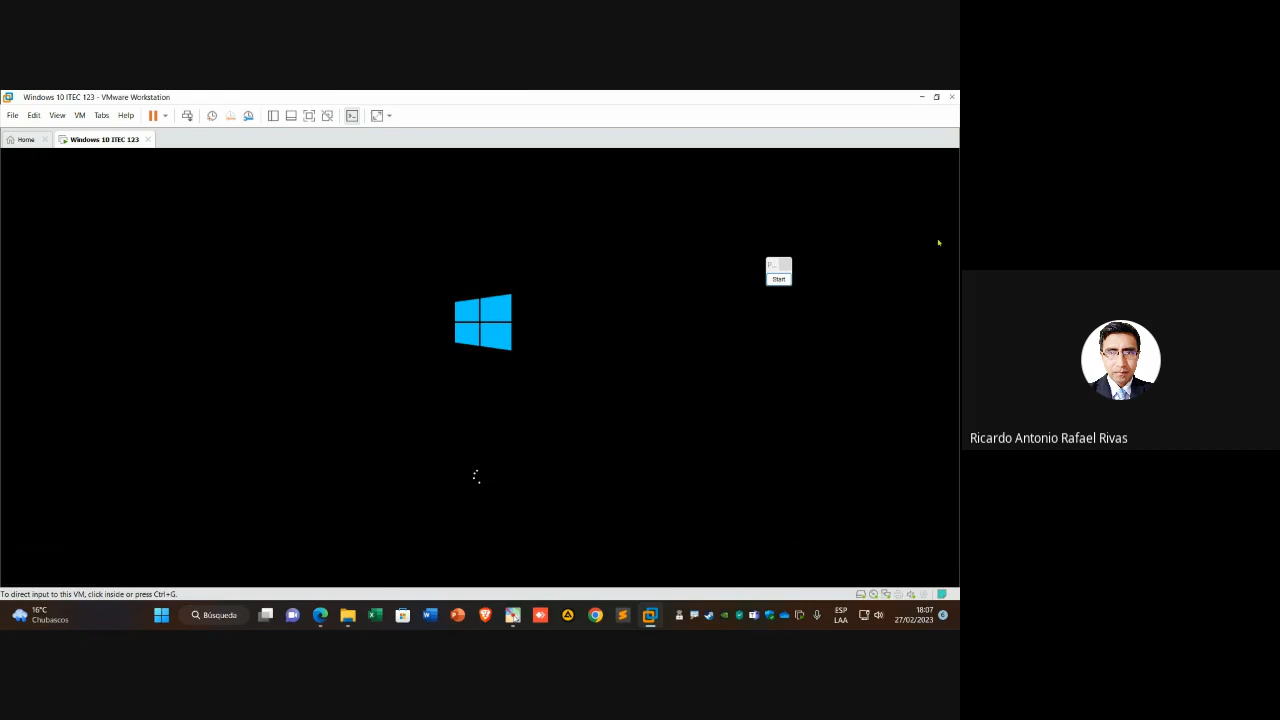 Windows 10 ITEC 123 - VMware Workstation
File Edit View VM Tabs Help
Home Windows 10 ITEC 123
Start
Ricardo Antonio Rafael Rivas
To direct input to this VM, click inside or press Ctrl+G.
16°C
Chubascos
Búsqueda
ESP
LAA
18:07
27/02/2023